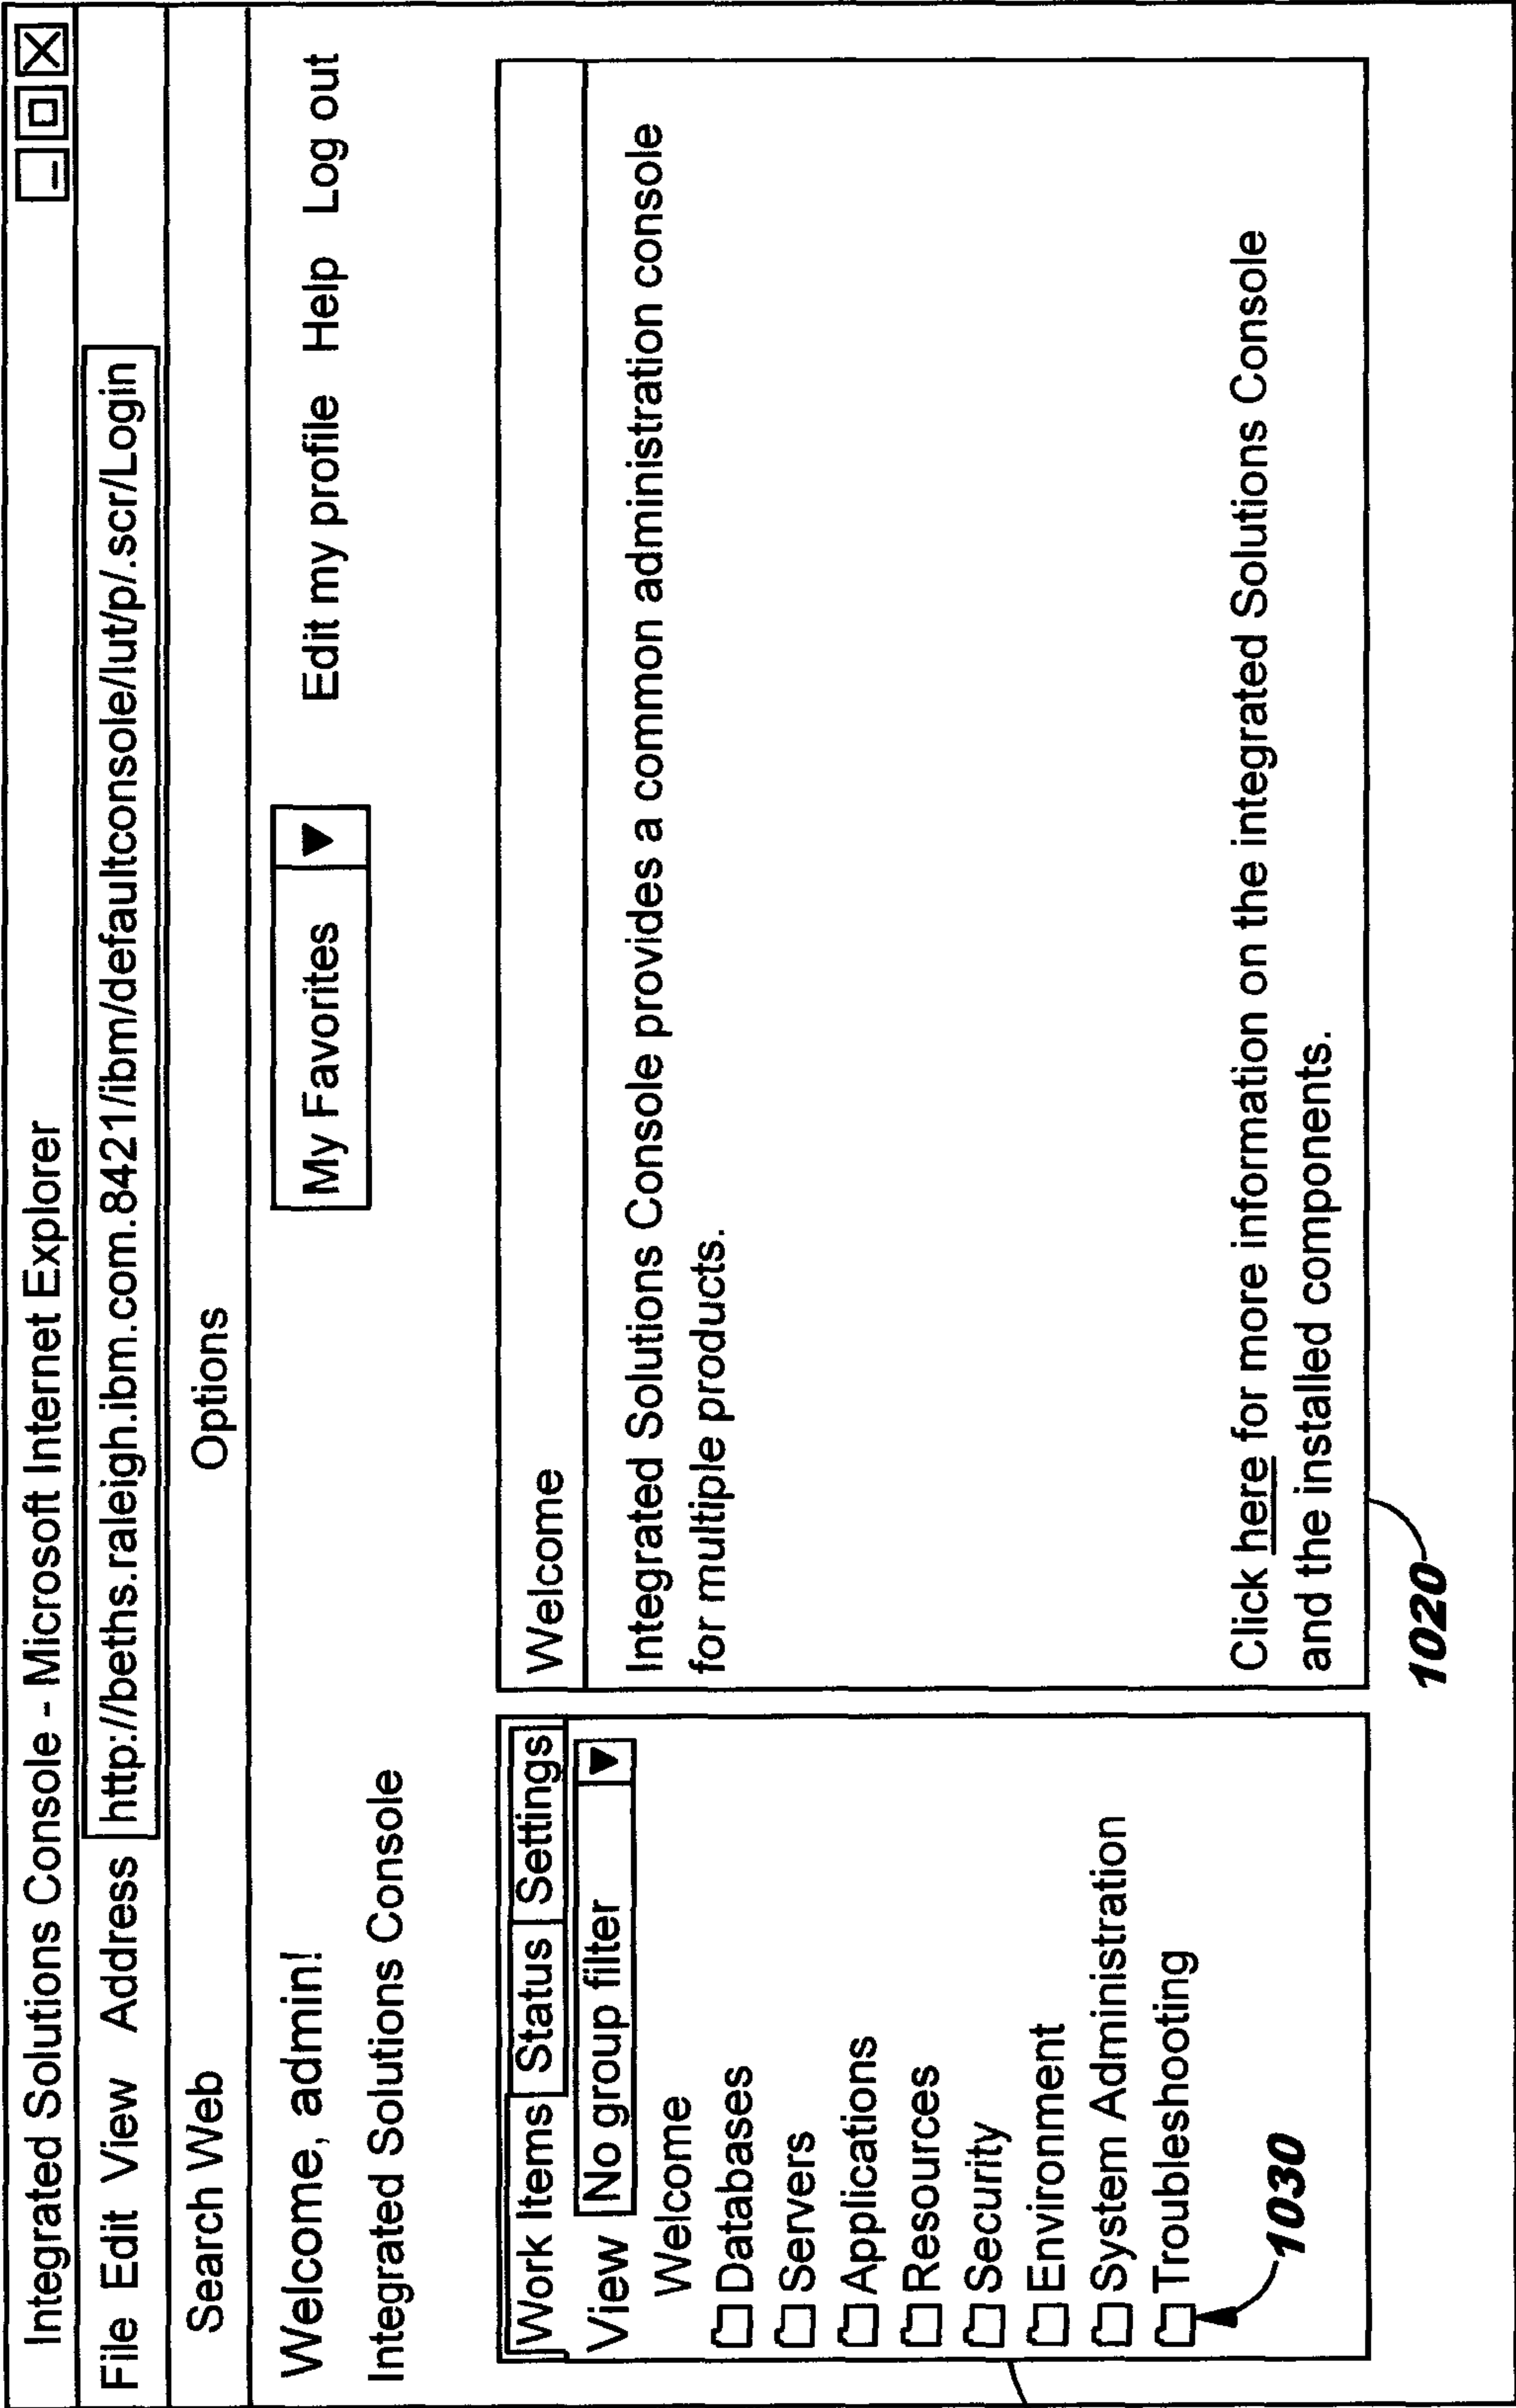 Integrated Solutions Console - Microsoft Internet Explorer
File Edit View Address http://beths.raleigh.ibm.com.8421/ibm/defaultconsole/lut/p/.scr/Login
Search Web Options
Welcome, admin! My Favorites Edit my profile Help Log out
Integrated Solutions Console
Work Items Status Settings
View No group filter
Welcome
Databases
Servers
Applications
Resources
Security
Environment
System Administration
Troubleshooting
1030
Welcome
Integrated Solutions Console provides a common administration console
for multiple products.
Click here for more information on the integrated Solutions Console
and the installed components.
1020